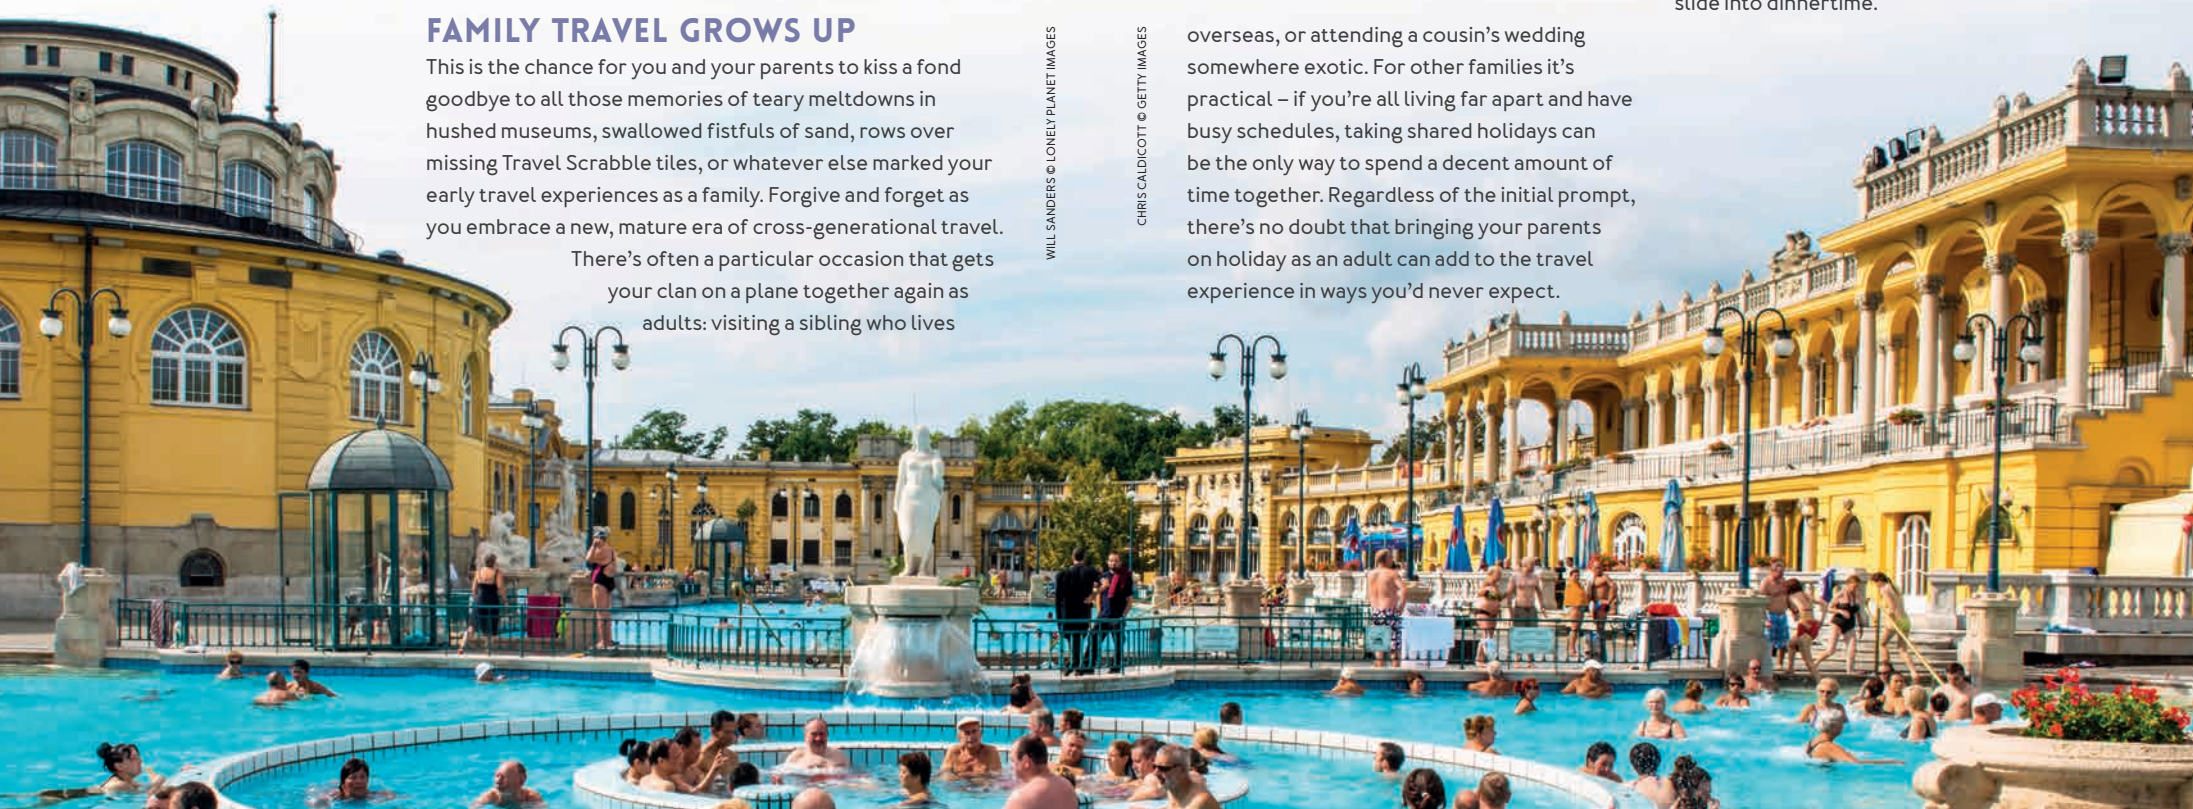 slide into dinnertime.
FAMILY TRAVEL GROWS UP
This is the chance for you and your parents to kiss a fond
goodbye to all those memories of teary meltdowns in
hushed museums, swallowed fistfuls of sand, rows over
missing Travel Scrabble tiles, or whatever else marked your
early travel experiences as a family. Forgive and forget as
you embrace a new, mature era of cross-generational travel.
There’s often a particular occasion that gets
your clan on a plane together again as
adults: visiting a sibling who lives
overseas, or attending a cousin’s wedding
somewhere exotic. For other families it’s
practical – if you’re all living far apart and have
busy schedules, taking shared holidays can
be the only way to spend a decent amount of
time together. Regardless of the initial prompt,
there’s no doubt that bringing your parents
on holiday as an adult can add to the travel
experience in ways you’d never expect.
WILL SANDERS © LONELY PLANET IMAGES
CHRIS CALDICOTT © GETTY IMAGES